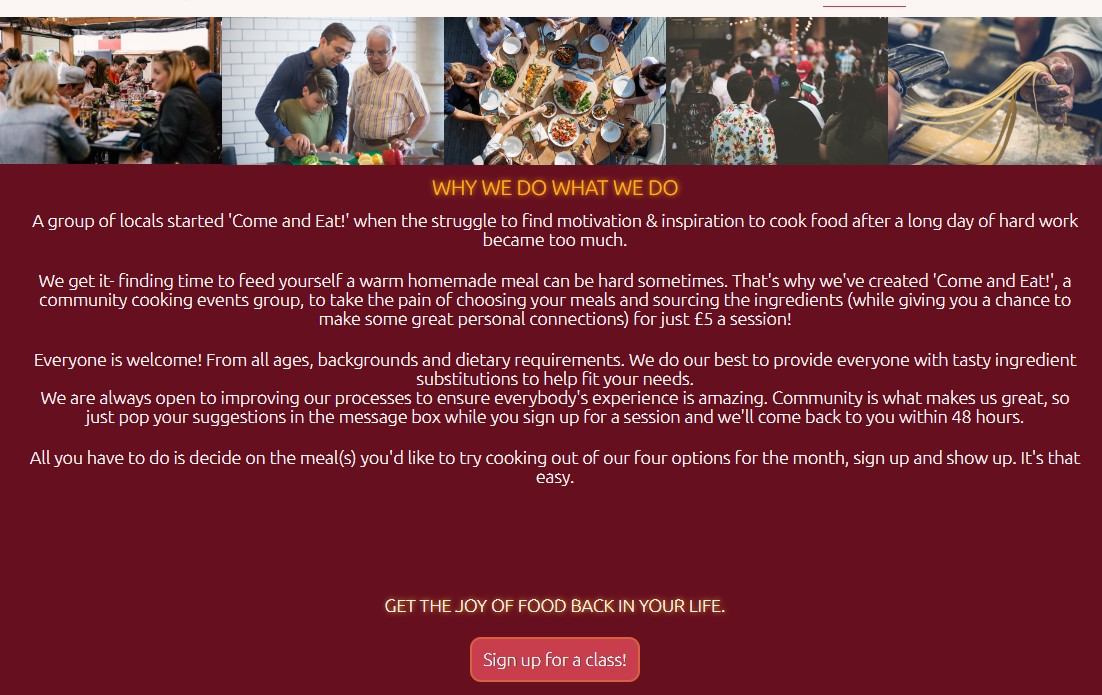 WHY WE DO WHAT WE DO
A group of locals started 'Come and Eat!' when the struggle to find motivation & inspiration to cook food after a long day of hard work
became too much.
We get it- finding time to feed yourself a warm homemade meal can be hard sometimes. That's why we've created 'Come and Eat!', a
community cooking events group, to take the pain of choosing your meals and sourcing the ingredients (while giving you a chance to
make some great personal connections) for just £5 a session!
Everyone is welcome! From all ages, backgrounds and dietary requirements. We do our best to provide everyone with tasty ingredient
substitutions to help fit your needs.
We are always open to improving our processes to ensure everybody's experience is amazing. Community is what makes us great, so
just pop your suggestions in the message box while you sign up for a session and we'll come back to you within 48 hours.
All you have to do is decide on the meal(s) you'd like to try cooking out of our four options for the month, sign up and show up. It's that
easy.
GET THE JOY OF FOOD BACK IN YOUR LIFE.
Sign up for a class!